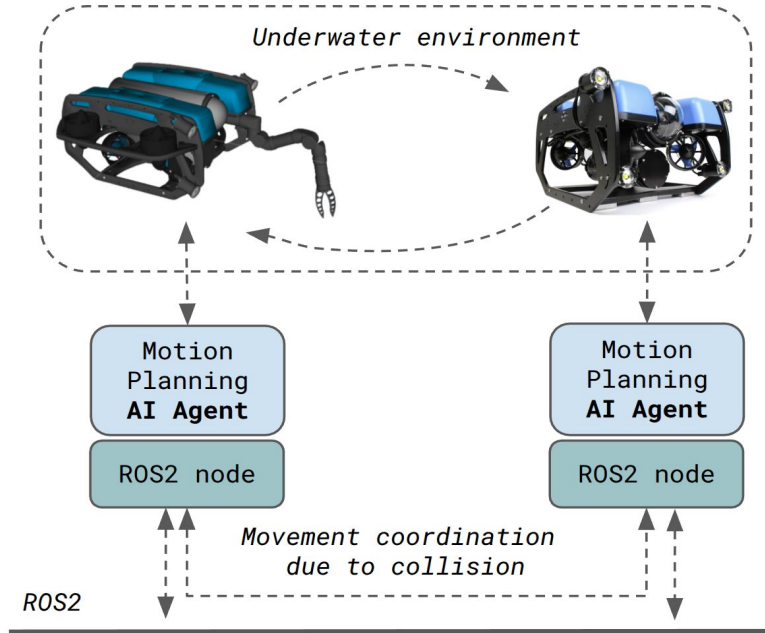 Underwater environment
Motion
Planning
AI Agent
ROS2 node
Motion
Planning
AI Agent
ROS2 node
Movement coordination
due to collision
ROS2